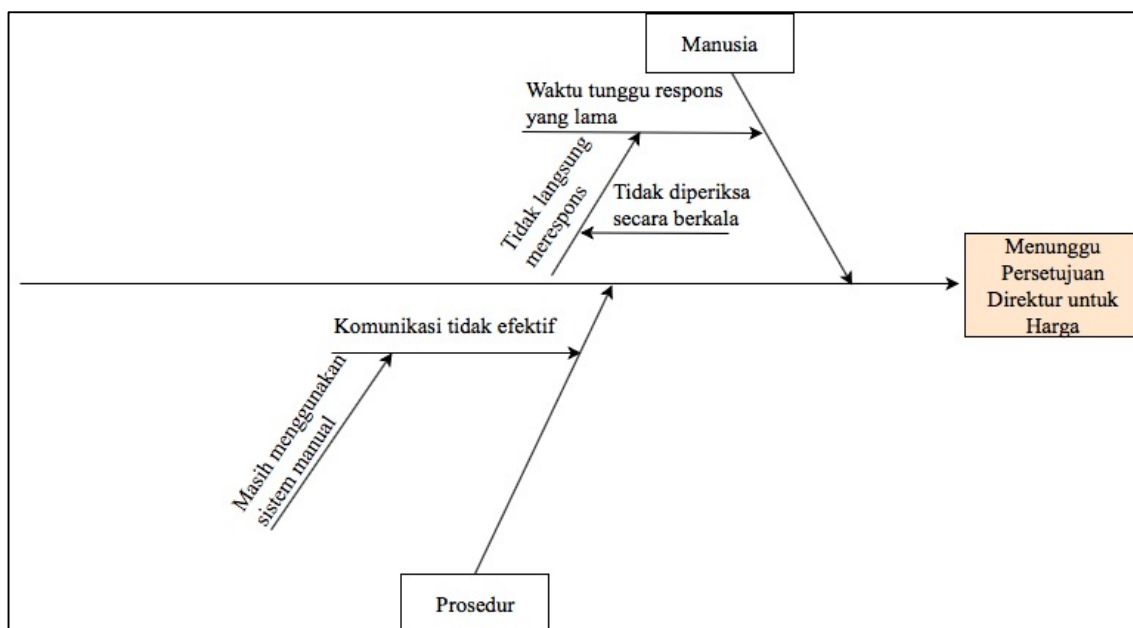 Manusia
Waktu tunggu respons
yang lama
Tidak langsung
merespons
Tidak diperiksa
secara berkala
Menunggu
Persetujuan
Direktur untuk
Harga
Komunikasi tidak efektif
Masih menggunakan
sistem manual
Prosedur